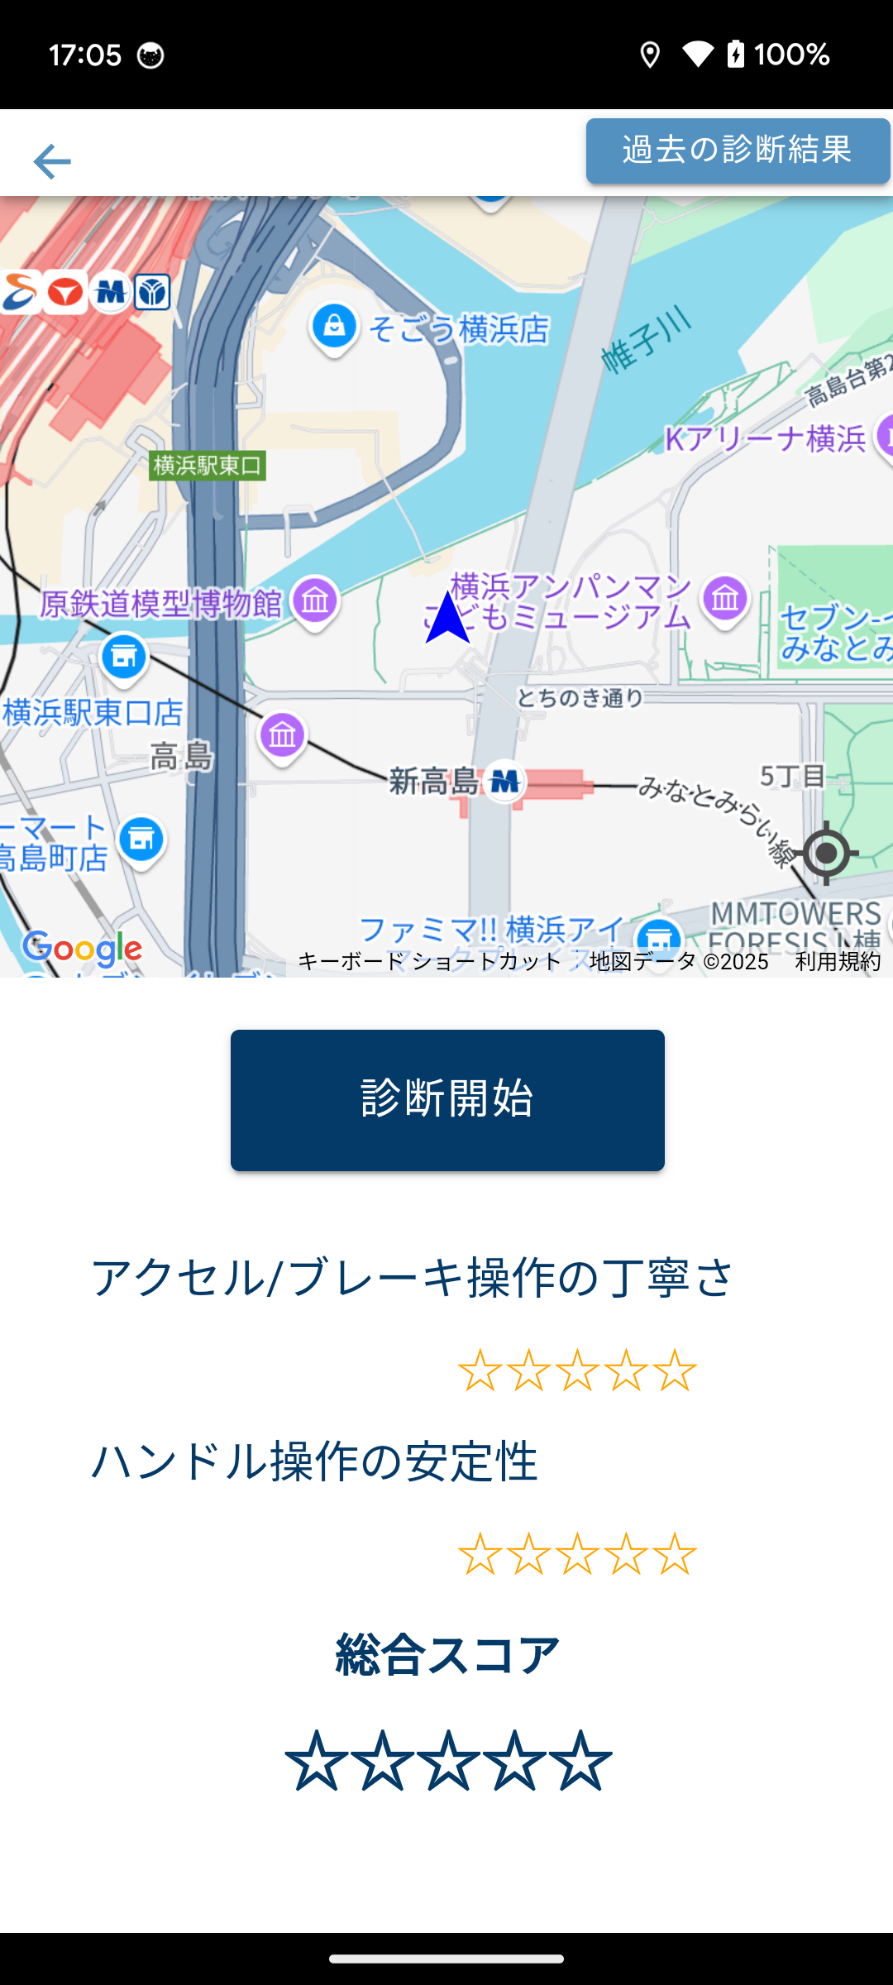 17:05
100%
過去の診断結果
そごう横浜店
帷子川
高島台第2
Kアリーナ横浜
横浜駅東口
原鉄道模型博物館
横浜アンパンマン
こどもミュージアム
セブン-イ
みなとみ
横浜駅東口店
とちのき通り
高島
新高島
5丁目
みなとみらい線
ーマート
高島町店
MMTOWERS
FORESIS L棟
ファミマ!! 横浜アイ
Google
キーボード ショートカット
地図データ ©2025
利用規約
診断開始
アクセル/ブレーキ操作の丁寧さ
☆☆☆☆☆
ハンドル操作の安定性
☆☆☆☆☆
総合スコア
☆☆☆☆☆